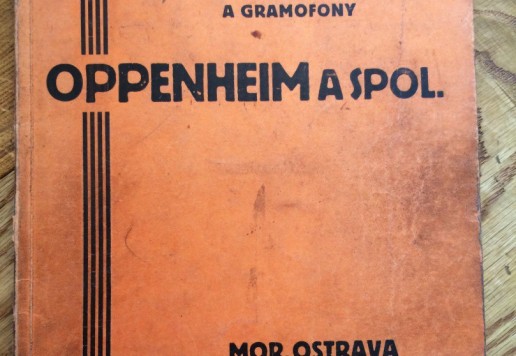 A GRAMOFONY
OPPENHEIM A SPOL.
MOR. OSTRAVA